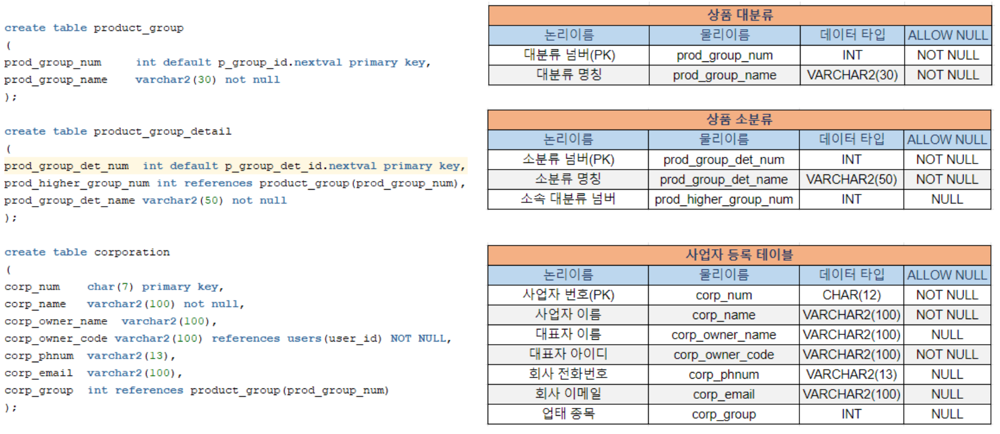 create table product_group
(
prod_group_num int default p_group_id.nextval primary key,
prod_group_name varchar2(30) not null
);
create table product_group_detail
(
prod_group_det_num int default p_group_det_id.nextval primary key,
prod_higher_group_num int references product_group(prod_group_num),
prod_group_det_name varchar2(50) not null
);
create table corporation
(
corp_num char(7) primary key,
corp_name varchar2(100) not null,
corp_owner_name varchar2(100),
corp_owner_code varchar2(100) references users(user_id) NOT NULL,
corp_phnum varchar2(13),
corp_email varchar2(100),
corp_group int references product_group(prod_group_num)
);
상품 대분류
논리이름 물리이름 데이터 타입 ALLOW NULL
대분류 넘버(PK) prod_group_num INT NOT NULL
대분류 명칭 prod_group_name VARCHAR2(30) NOT NULL
상품 소분류
논리이름 물리이름 데이터 타입 ALLOW NULL
소분류 넘버(PK) prod_group_det_num INT NOT NULL
소분류 명칭 prod_group_det_name VARCHAR2(50) NOT NULL
소속 대분류 넘버 prod_higher_group_num INT NULL
사업자 등록 테이블
논리이름 물리이름 데이터 타입 ALLOW NULL
사업자 번호(PK) corp_num CHAR(12) NOT NULL
사업자 이름 corp_name VARCHAR2(100) NOT NULL
대표자 이름 corp_owner_name VARCHAR2(100) NULL
대표자 아이디 corp_owner_code VARCHAR2(100) NOT NULL
회사 전화번호 corp_phnum VARCHAR2(13) NULL
회사 이메일 corp_email VARCHAR2(100) NULL
업태 종목 corp_group INT NULL